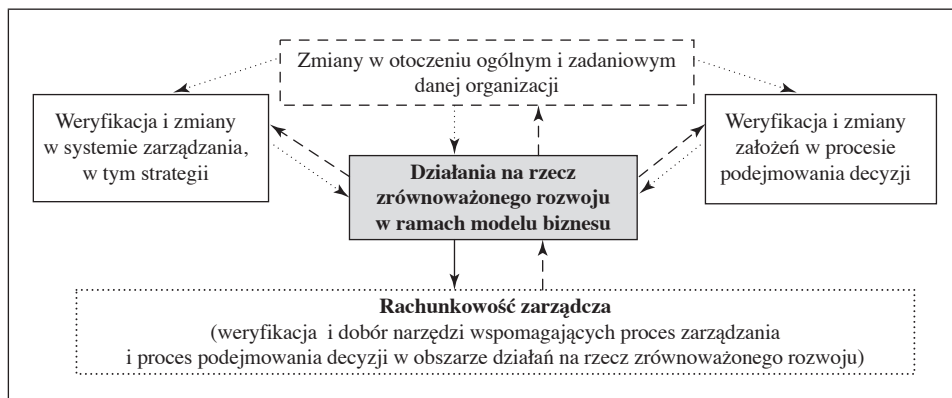 Zmiany w otoczeniu ogólnym i zadaniowym
danej organizacji
Weryfikacja i zmiany
w systemie zarządzania,
w tym strategii
Weryfikacja i zmiany
założeń w procesie
podejmowania decyzji
Działania na rzecz
zrównoważonego rozwoju
w ramach modelu biznesu
Rachunkowość zarządcza
(weryfikacja i dobór narzędzi wspomagających proces zarządzania
i proces podejmowania decyzji w obszarze działań na rzecz zrównoważonego rozwoju)